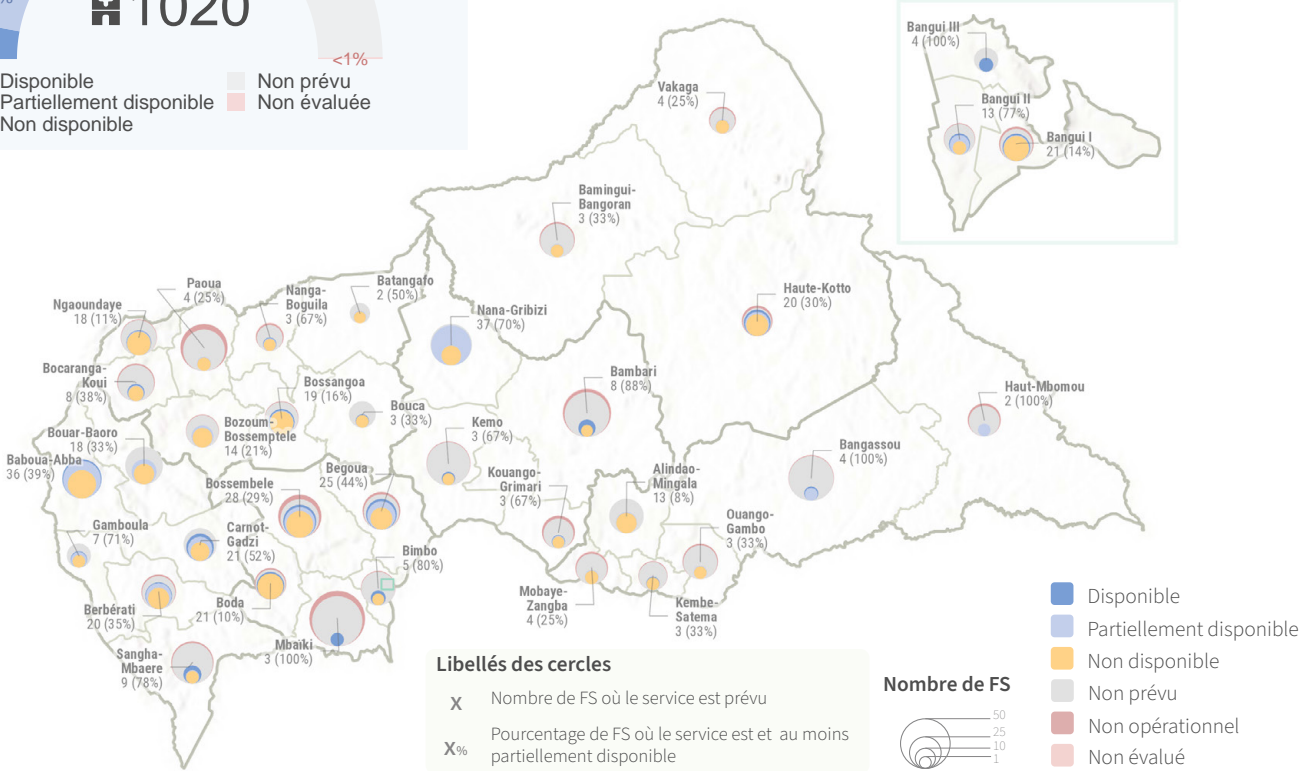 %
1020
<1%
Disponible
Partiellement disponible
Non disponible
Non prévu
Non évaluée
Bangui III
4 (100%)
Bangui II
13 (77%)
Bangui I
21 (14%)
Vakaga
4 (25%)
Bamingui-
Bangoran
3 (33%)
Haute-Kotto
20 (30%)
Paoua
4 (25%)
Ngaoundaye
18 (11%)
Nanga-
Boguila
3 (67%)
Batangafo
2 (50%)
Nana-Gribizi
37 (70%)
Bocaranga-
Koui
8 (38%)
Bossangoa
19 (16%)
Bambari
8 (88%)
Haut-Mbomou
2 (100%)
Bouca
3 (33%)
Bozoum-
Bossemptele
14 (21%)
Kemo
3 (67%)
Bouar-Baoro
18 (33%)
Baboua-Abba
36 (39%)
Bangassou
4 (100%)
Begoua
25 (44%)
Kouango-
Grimari
3 (67%)
Alindao-
Mingala
13 (8%)
Bossembele
28 (29%)
Ouango-
Gambo
3 (33%)
Gamboula
7 (71%)
Carnot-
Gadzi
21 (52%)
Bimbo
5 (80%)
Mobaye-
Zangba
4 (25%)
Kembe-
Satema
3 (33%)
Berbérati
20 (35%)
Boda
21 (10%)
Mbaïki
3 (100%)
Sangha-
Mbaere
9 (78%)
Libellés des cercles
X Nombre de FS où le service est prévu
X% Pourcentage de FS où le service est et au moins
partiellement disponible
Nombre de FS
50
25
10
1
Disponible
Partiellement disponible
Non disponible
Non prévu
Non opérationnel
Non évalué